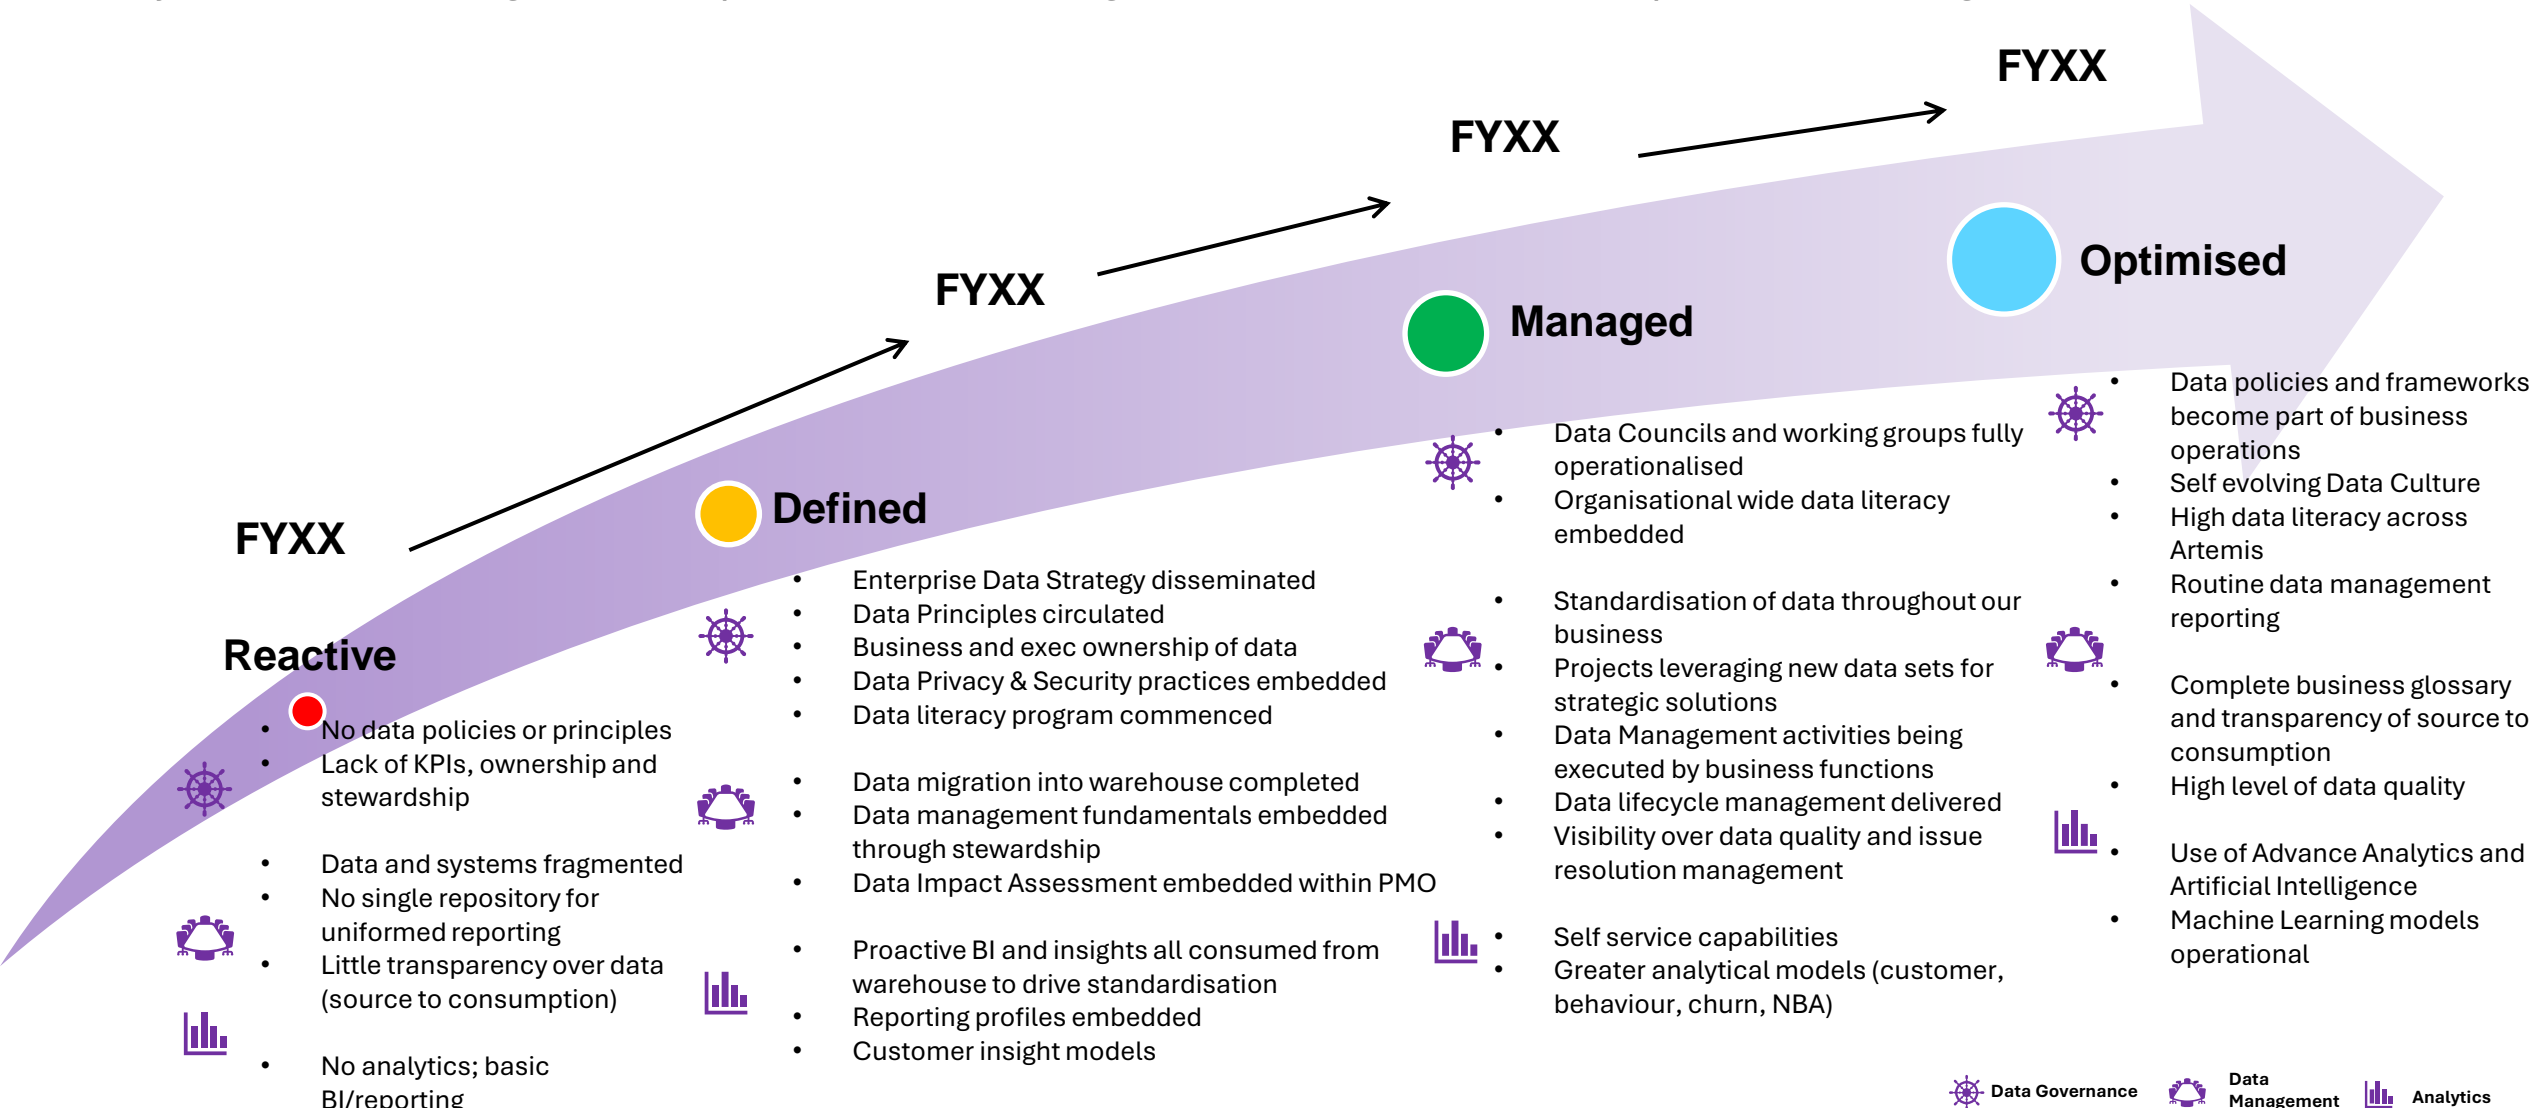 FYXX
Reactive
No data policies or principles
Lack of KPIs, ownership and
stewardship
Data and systems fragmented
No single repository for
uniformed reporting
Little transparency over data
(source to consumption)
No analytics; basic
BI/reporting
FYXX
Defined
Enterprise Data Strategy disseminated
Data Principles circulated
Business and exec ownership of data
Data Privacy & Security practices embedded
Data literacy program commenced
Data migration into warehouse completed
Data management fundamentals embedded
through stewardship
Data Impact Assessment embedded within PMO
Proactive BI and insights all consumed from
warehouse to drive standardisation
Reporting profiles embedded
Customer insight models
FYXX
Managed
Data Councils and working groups fully
operationalised
Organisational wide data literacy
embedded
Standardisation of data throughout our
business
Projects leveraging new data sets for
strategic solutions
Data Management activities being
executed by business functions
Data lifecycle management delivered
Visibility over data quality and issue
resolution management
Self service capabilities
Greater analytical models (customer,
behaviour, churn, NBA)
FYXX
Optimised
Data policies and frameworks
become part of business
operations
Self evolving Data Culture
High data literacy across
Artemis
Routine data management
reporting
Complete business glossary
and transparency of source to
consumption
High level of data quality
Use of Advance Analytics and
Artificial Intelligence
Machine Learning models
operational
Data Governance
Data
Management
Analytics